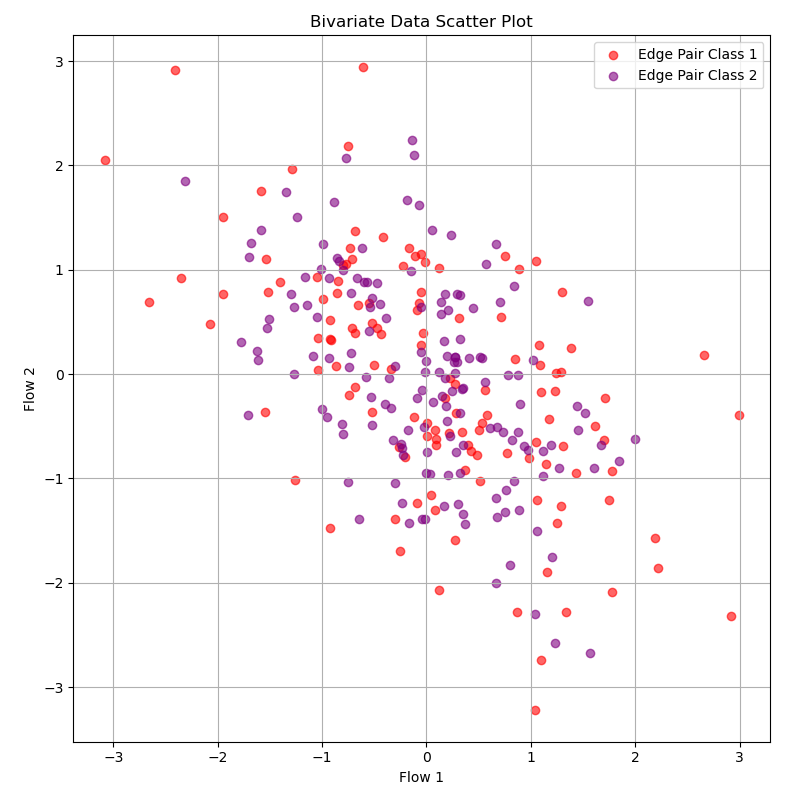 Bivariate Data Scatter Plot
Edge Pair Class 1
Edge Pair Class 2
Flow 2
3
2
1
0
−1
−2
−3
−3
−2
−1
0
1
2
3
Flow 1